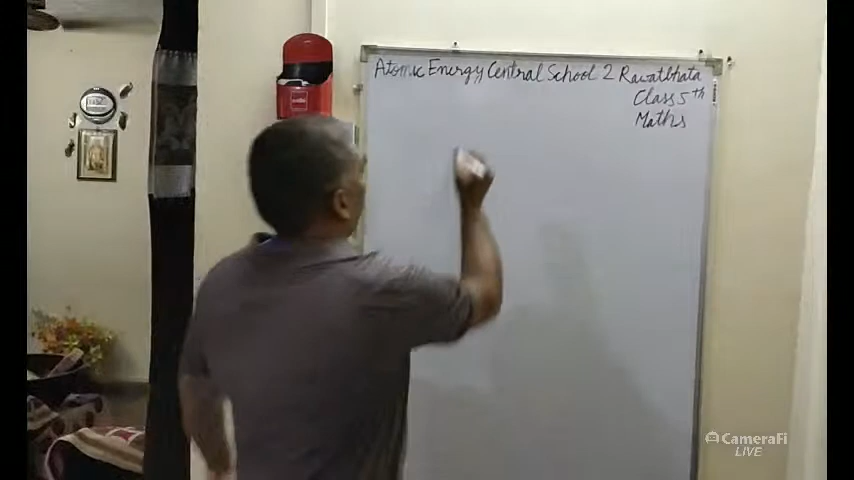 Atomic Energy Central School 2 Rawatbhata
Class 5th
Maths
CameraFi
LIVE